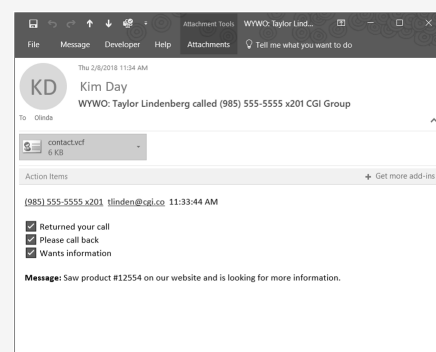 Attachment Tools WYWO: Taylor Lind...
File Message Developer Help Attachments Tell me what you want to do
Thu 2/8/2018 11:34 AM
KD
Kim Day
WYWO: Taylor Lindenberg called (985) 555-5555 x201 CGI Group
To Olinda
contact.vcf
6 KB
Action Items + Get more add-ins
(985) 555-5555 x201 tlinden@cgi.co 11:33:44 AM
Returned your call
Please call back
Wants information
Message: Saw product #12554 on our website and is looking for more information.